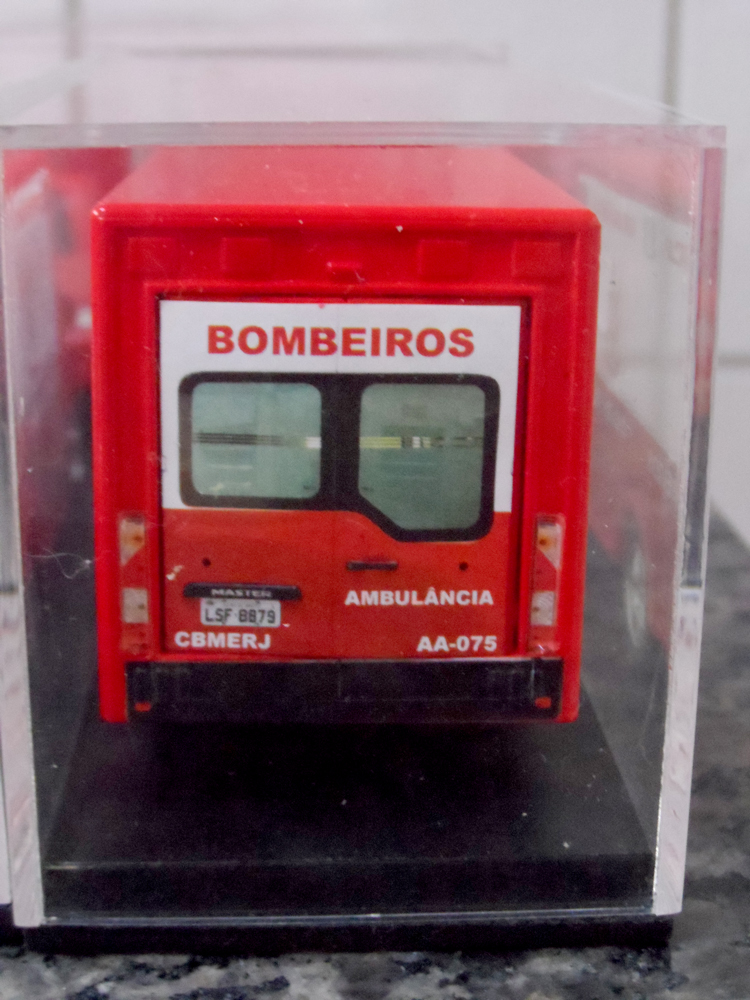 BOMBEIROS
MASTER
LSF 8879
AMBULÂNCIA
CBMERJ
AA-075